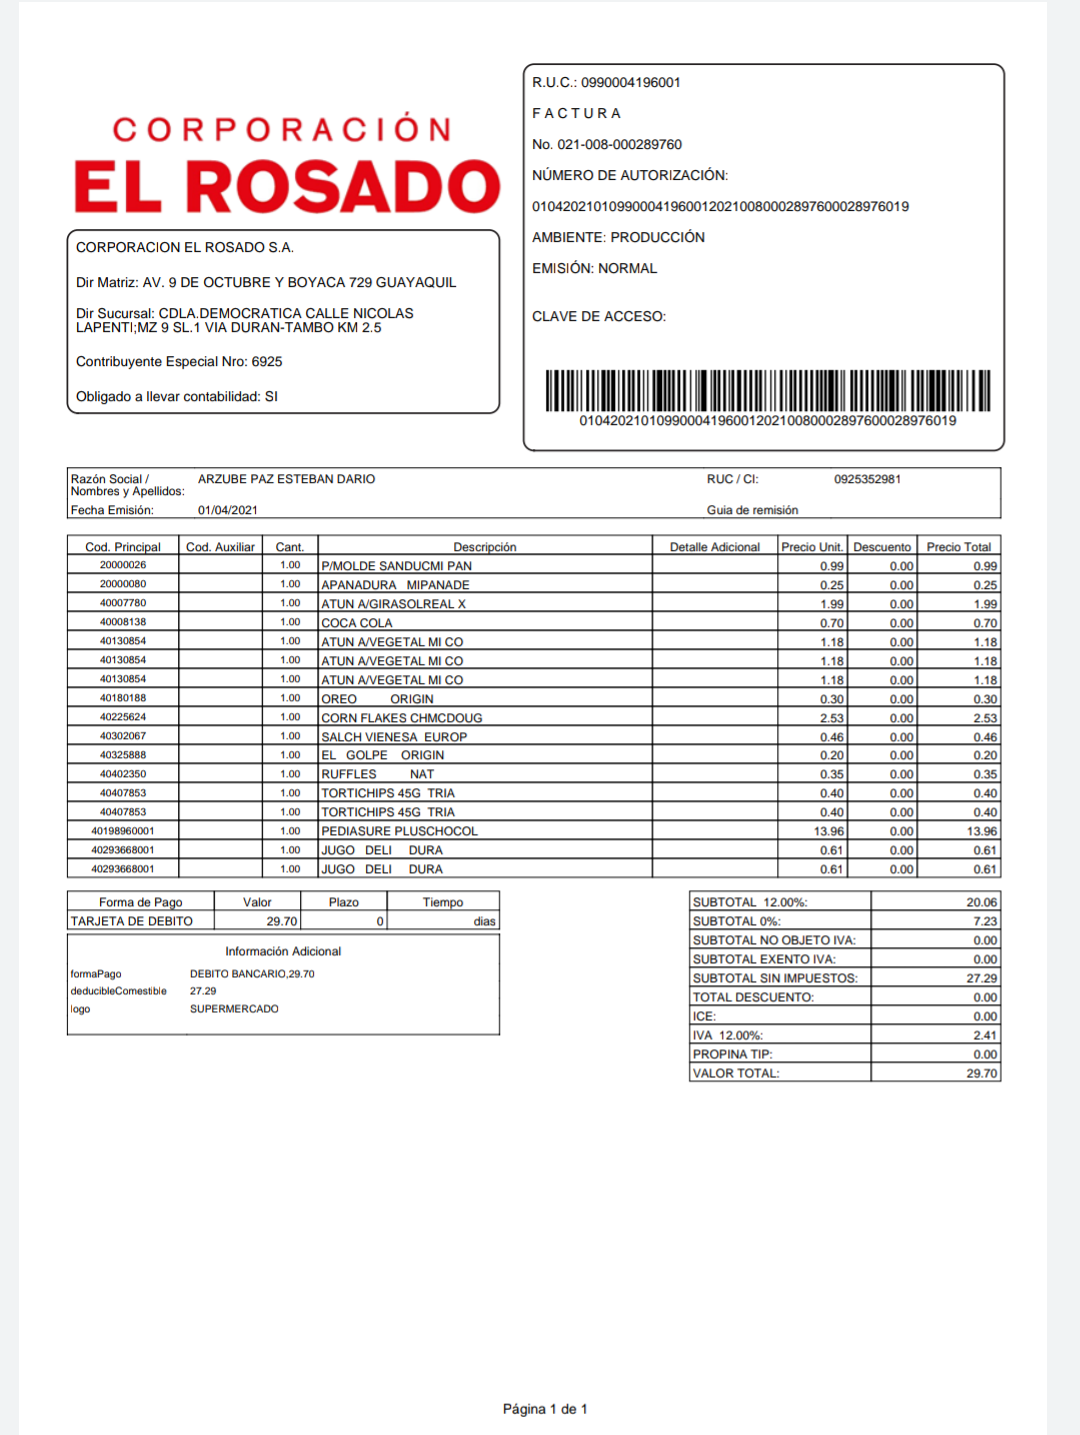 CORPORACIÓN
EL ROSADO
CORPORACION EL ROSADO S.A.
Dir Matriz: AV. 9 DE OCTUBRE Y BOYACA 729 GUAYAQUIL
Dir Sucursal: CDLA.DEMOCRATICA CALLE NICOLAS
LAPENTI;MZ 9 SL.1 VIA DURAN-TAMBO KM 2.5
Contribuyente Especial Nro: 6925
Obligado a llevar contabilidad: SI
R.U.C.: 0990004196001
F A C T U R A
No. 021-008-000289760
NÚMERO DE AUTORIZACIÓN:
0104202101099000419600120210080002897600028976019
AMBIENTE: PRODUCCIÓN
EMISIÓN: NORMAL
CLAVE DE ACCESO:
0104202101099000419600120210080002897600028976019
Razón Social / ARZUBE PAZ ESTEBAN DARIO RUC / CI: 0925352981
Nombres y Apellidos:
Fecha Emisión: 01/04/2021 Guia de remisión
Cod. Principal Cod. Auxiliar Cant. Descripción Detalle Adicional Precio Unit. Descuento Precio Total
20000026 1.00 P/MOLDE SANDUCMI PAN 0.99 0.00 0.99
20000080 1.00 APANADURA MIPANADE 0.25 0.00 0.25
40007780 1.00 ATUN A/GIRASOLREAL X 1.99 0.00 1.99
40008138 1.00 COCA COLA 0.70 0.00 0.70
40130854 1.00 ATUN A/VEGETAL MI CO 1.18 0.00 1.18
40130854 1.00 ATUN A/VEGETAL MI CO 1.18 0.00 1.18
40130854 1.00 ATUN A/VEGETAL MI CO 1.18 0.00 1.18
40180188 1.00 OREO ORIGIN 0.30 0.00 0.30
40225624 1.00 CORN FLAKES CHMCDOUG 2.53 0.00 2.53
40302067 1.00 SALCH VIENESA EUROP 0.46 0.00 0.46
40325888 1.00 EL GOLPE ORIGIN 0.20 0.00 0.20
40402350 1.00 RUFFLES NAT 0.35 0.00 0.35
40407853 1.00 TORTICHIPS 45G TRIA 0.40 0.00 0.40
40407853 1.00 TORTICHIPS 45G TRIA 0.40 0.00 0.40
40198960001 1.00 PEDIASURE PLUSCHOCOL 13.96 0.00 13.96
40293668001 1.00 JUGO DELI DURA 0.61 0.00 0.61
40293668001 1.00 JUGO DELI DURA 0.61 0.00 0.61
Forma de Pago Valor Plazo Tiempo
TARJETA DE DEBITO 29.70 0 dias
Información Adicional
formaPago DEBITO BANCARIO,29.70
deducibleComestible 27.29
logo SUPERMERCADO
SUBTOTAL 12.00%: 20.06
SUBTOTAL 0%: 7.23
SUBTOTAL NO OBJETO IVA: 0.00
SUBTOTAL EXENTO IVA: 0.00
SUBTOTAL SIN IMPUESTOS: 27.29
TOTAL DESCUENTO: 0.00
ICE: 0.00
IVA 12.00%: 2.41
PROPINA TIP: 0.00
VALOR TOTAL: 29.70
Página 1 de 1